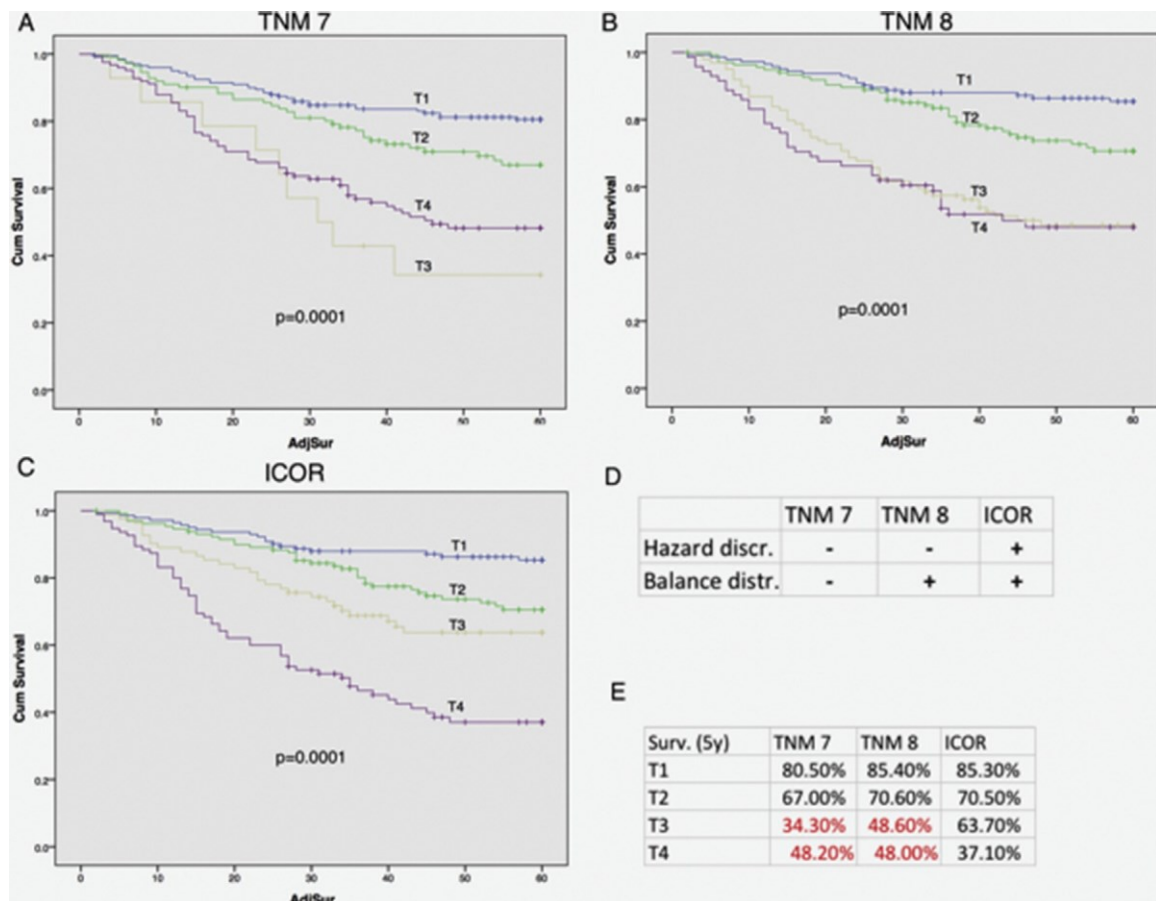 A
TNM 7
1.0
0.8
0.6
0.4
0.2
0.0
Cum Survival
T1
T2
T4
T3
p=0.0001
0 10 20 30 40 50 60
AdjSur
B
TNM 8
1.0
0.8
0.6
0.4
0.2
0.0
Cum Survival
T1
T2
T3
T4
p=0.0001
0 10 20 30 40 50 60
AdjSur
C
ICOR
1.0
0.8
0.6
0.4
0.2
0.0
Cum Survival
T1
T2
T3
T4
p=0.0001
0 10 20 30 40 50 60
AdjSur
D
TNM 7 TNM 8 ICOR
Hazard discr. - - +
Balance distr. - + +
E
Surv. (5y) TNM 7 TNM 8 ICOR
T1 80.50% 85.40% 85.30%
T2 67.00% 70.60% 70.50%
T3 34.30% 48.60% 63.70%
T4 48.20% 48.00% 37.10%